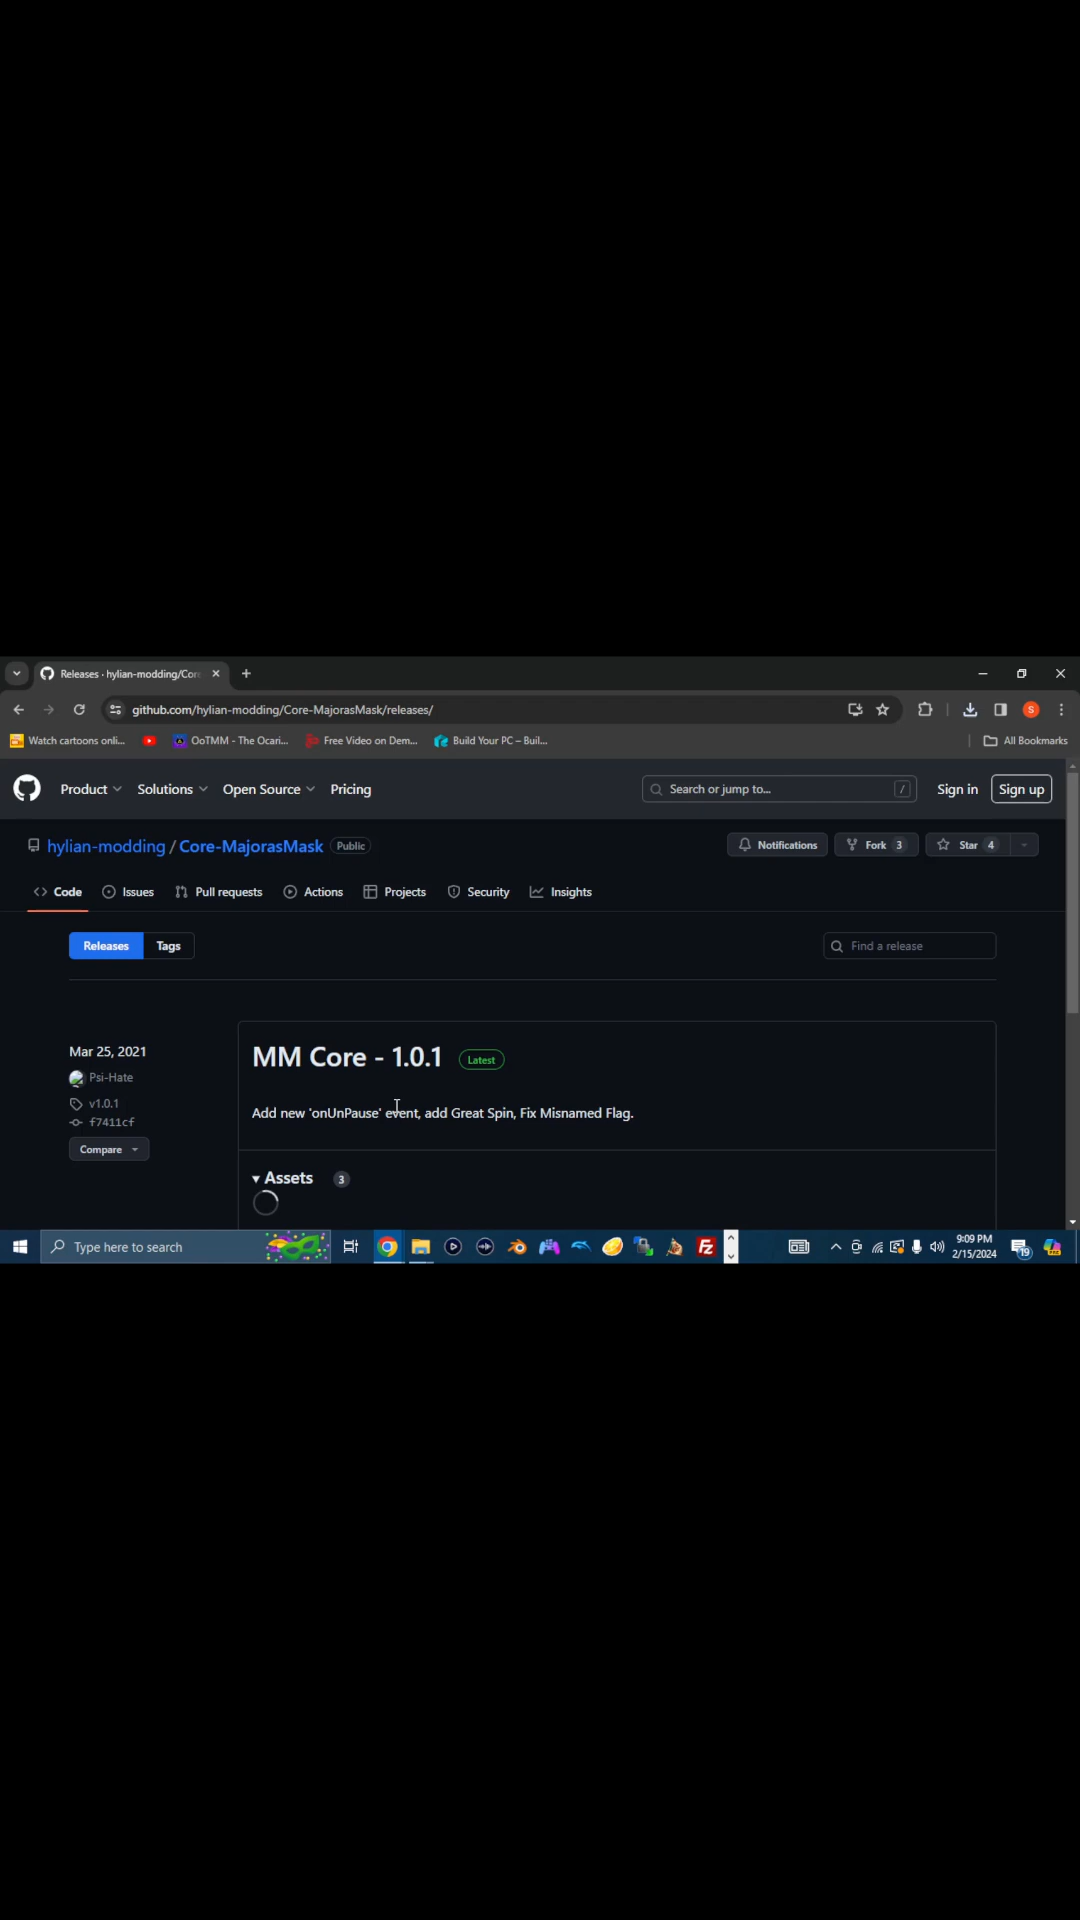 Releases · hylian-modding/Cor
github.com/hylian-modding/Core-MajorasMask/releases/
S
Watch cartoons onli... OoTMM - The Ocari... Free Video on Dem... Build Your PC – Buil... All Bookmarks
Product Solutions Open Source Pricing Search or jump to... / Sign in Sign up
hylian-modding / Core-MajorasMask Public Notifications Fork 3 Star 4
Code Issues Pull requests Actions Projects Security Insights
Releases Tags Find a release
Mar 25, 2021
Psi-Hate
v1.0.1
f7411cf
Compare
MM Core - 1.0.1 Latest
Add new 'onUnPause' event, add Great Spin, Fix Misnamed Flag.
Assets 3
Type here to search Fz 9:09 PM
2/15/2024
19